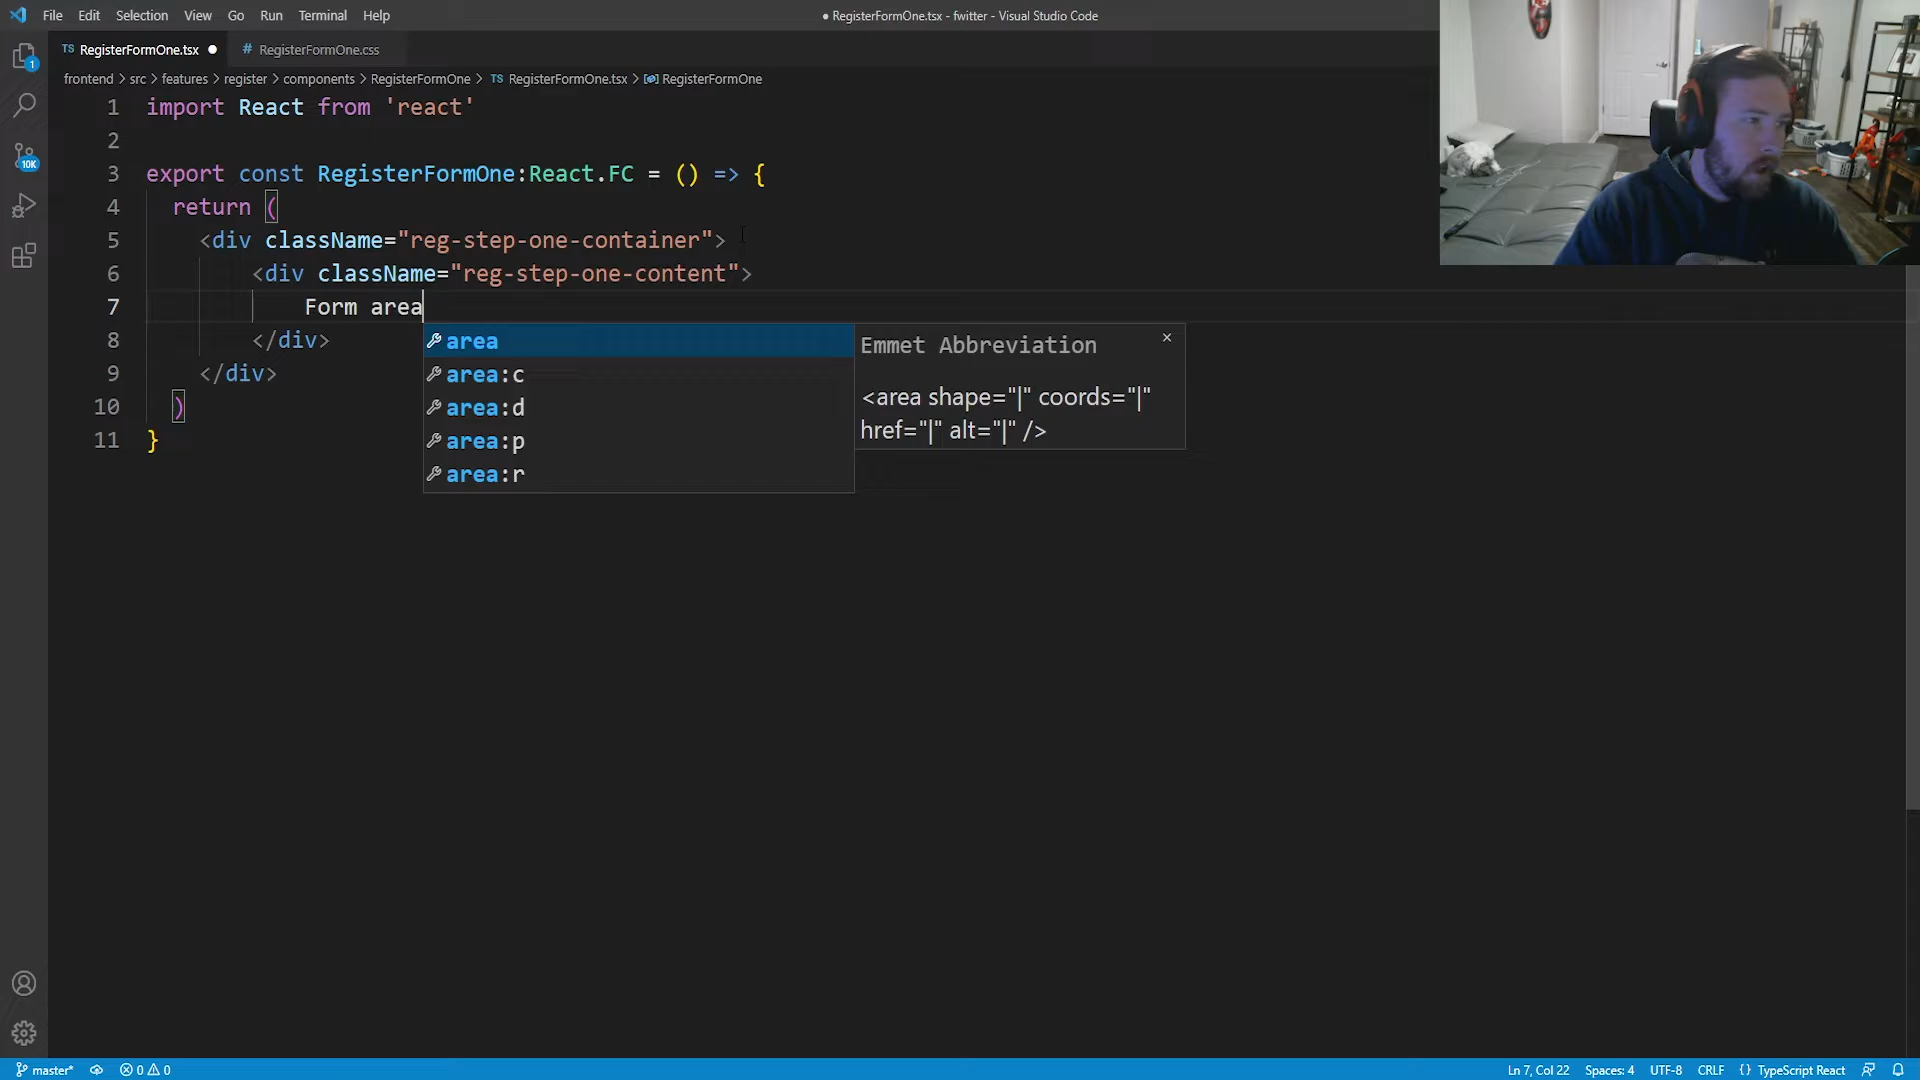 File Edit Selection View Go Run Terminal Help
● RegisterFormOne.tsx - fwitter - Visual Studio Code
TS RegisterFormOne.tsx ●
# RegisterFormOne.css
frontend > src > features > register > components > RegisterFormOne > TS RegisterFormOne.tsx > RegisterFormOne
1 import React from 'react'
2
3 export const RegisterFormOne:React.FC = () => {
4 return (
5 <div className="reg-step-one-container">
6 <div className="reg-step-one-content">
7 Form area
8 </div>
9 </div>
10 )
11 }
area
area:c
area:d
area:p
area:r
Emmet Abbreviation
<area shape="|" coords="|"
href="|" alt="|" />
1
10K
master*
0 0
Ln 7, Col 22
Spaces: 4
UTF-8
CRLF
{} TypeScript React